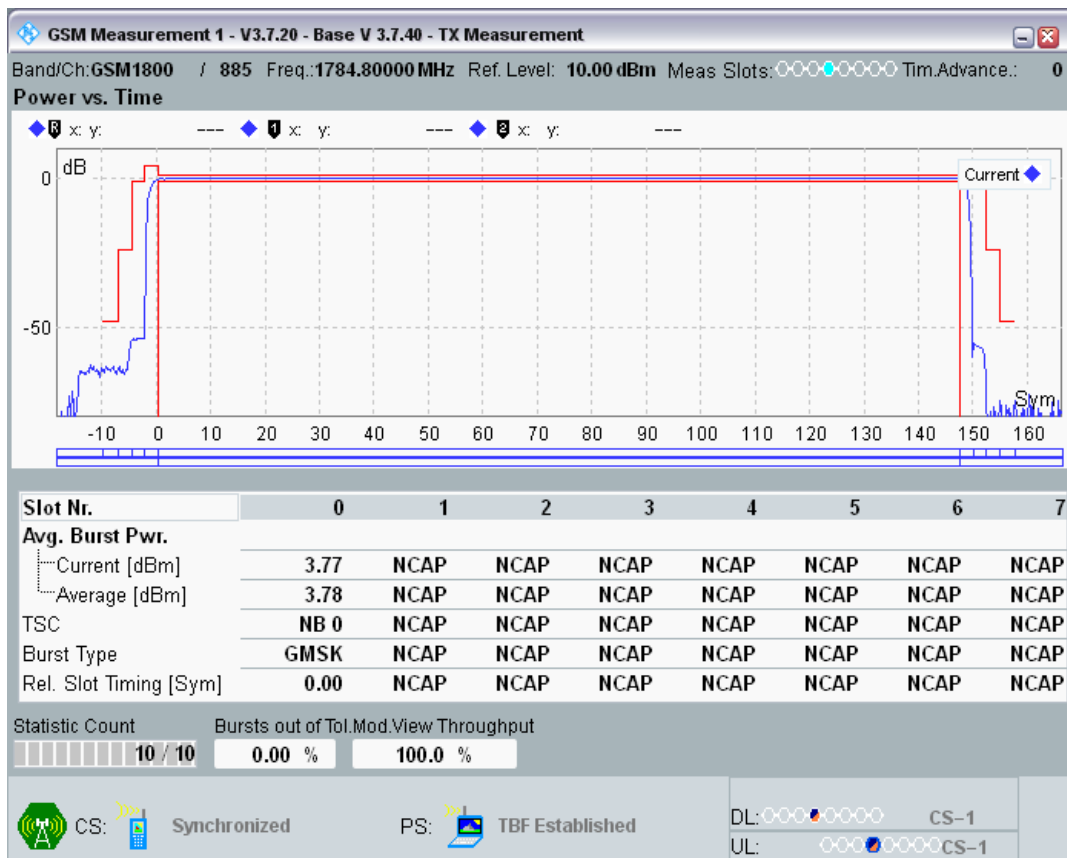 GSM Measurement 1 - V3.7.20 - Base V 3.7.40 - TX Measurement
Band/Ch:GSM1800 / 885 Freq.:1784.80000 MHz Ref. Level: 10.00 dBm Meas Slots: Tim.Advance.: 0
Power vs. Time
R x: y: --- 1 x: y: --- 2 x: y: ---
dB
Current
0
-50
Sym
-10 0 10 20 30 40 50 60 70 80 90 100 110 120 130 140 150 160
Slot Nr. 0 1 2 3 4 5 6 7
Avg. Burst Pwr.
Current [dBm] 3.77 NCAP NCAP NCAP NCAP NCAP NCAP NCAP
Average [dBm] 3.78 NCAP NCAP NCAP NCAP NCAP NCAP NCAP
TSC NB 0 NCAP NCAP NCAP NCAP NCAP NCAP NCAP
Burst Type GMSK NCAP NCAP NCAP NCAP NCAP NCAP NCAP
Rel. Slot Timing [Sym] 0.00 NCAP NCAP NCAP NCAP NCAP NCAP NCAP
Statistic Count Bursts out of Tol.Mod.View Throughput
10 / 10 0.00 % 100.0 %
CS: Synchronized PS: TBF Established
DL: CS-1
UL: CS-1